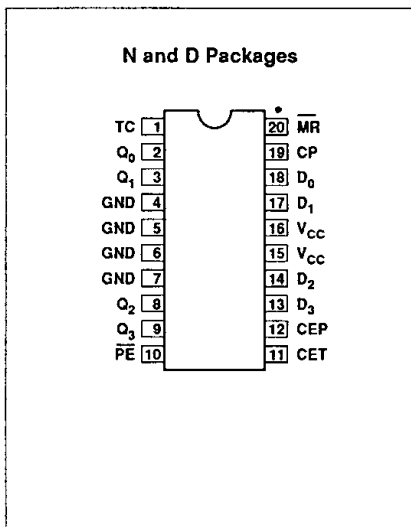 N and D Packages
TC 1 20 M̅R̅
Q0 2 19 CP
Q1 3 18 D0
GND 4 17 D1
GND 5 16 VCC
GND 6 15 VCC
GND 7 14 D2
Q2 8 13 D3
Q3 9 12 CEP
P̅E̅ 10 11 CET